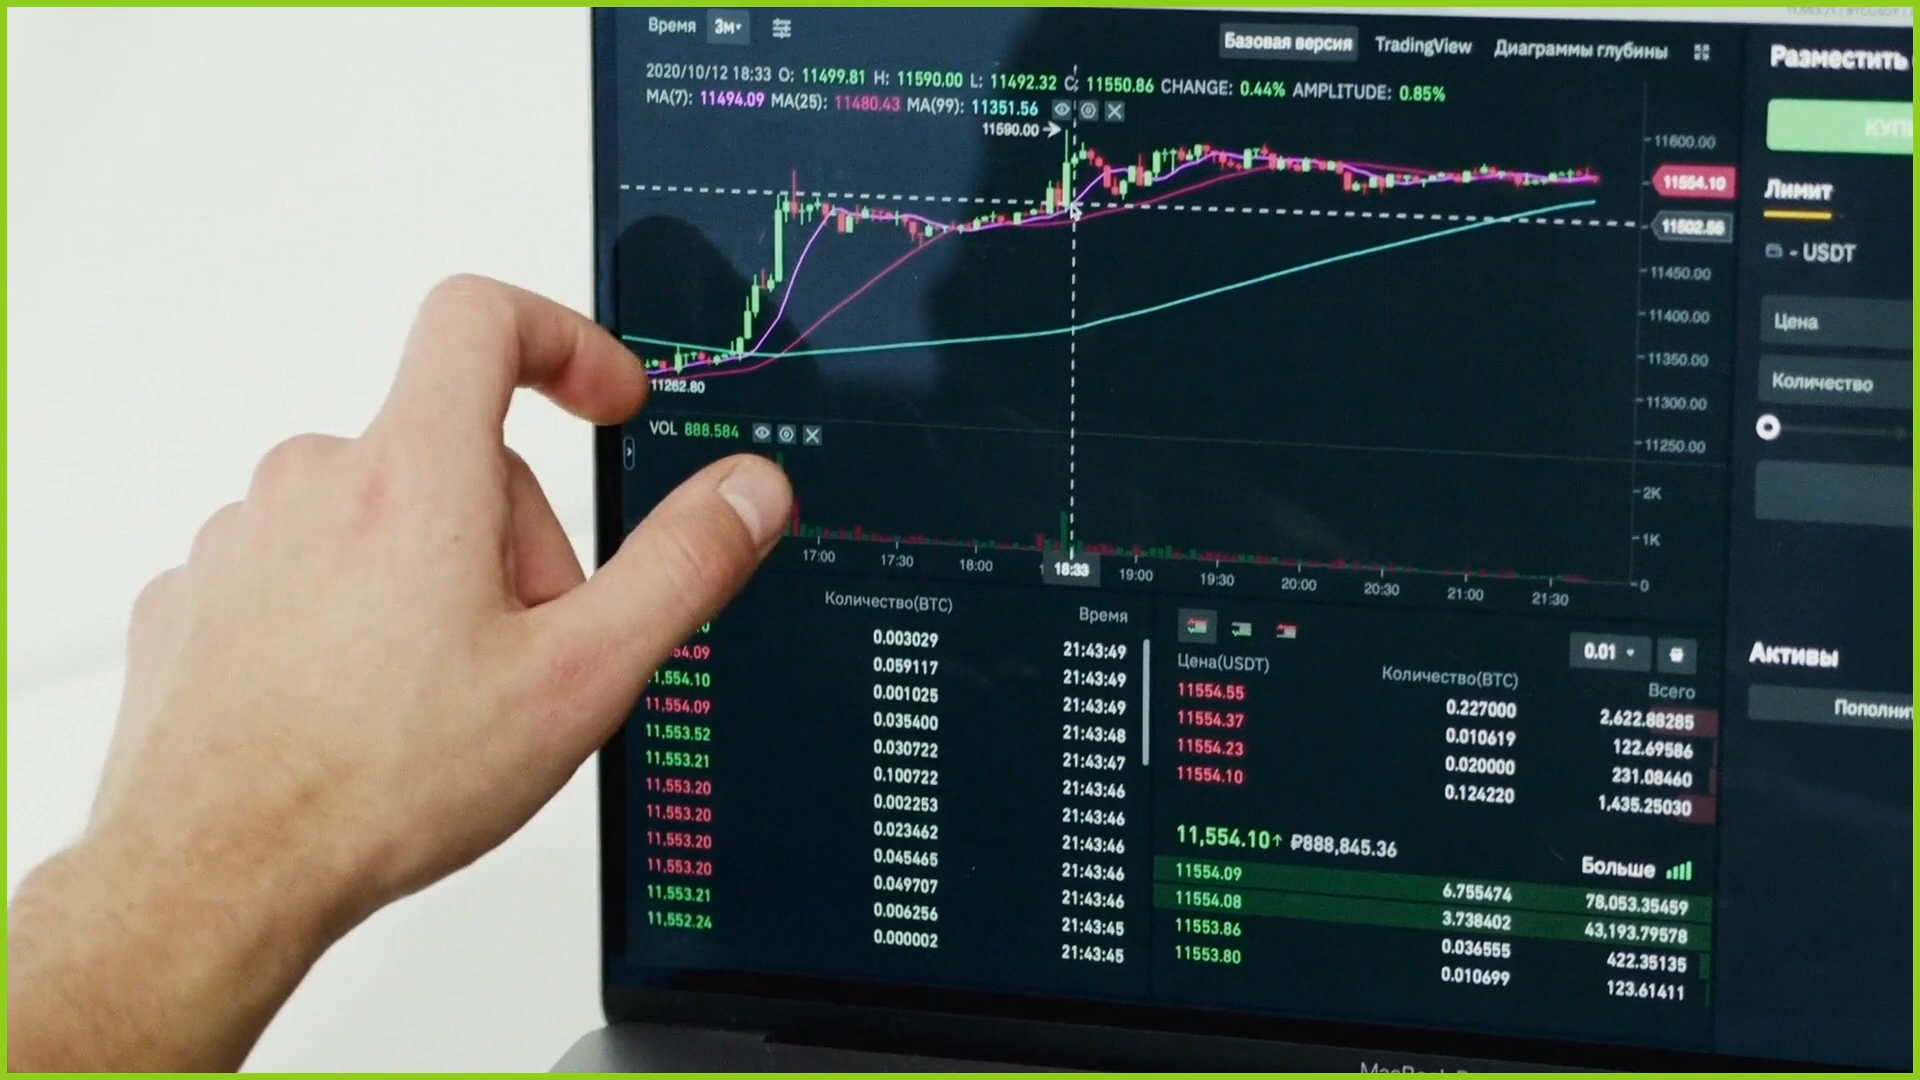 Время 3м
Базовая версия TradingView Диаграммы глубины
Разместить
2020/10/12 18:33 O: 11499.81 H: 11590.00 L: 11492.32 C: 11550.86 CHANGE: 0.44% AMPLITUDE: 0.85%
MA(7): 11494.09 MA(25): 11480.43 MA(99): 11351.56
11590.00
11600.00
11554.10
11502.56
11450.00
11400.00
11350.00
11300.00
11250.00
11262.80
Лимит
- USDT
Цена
Количество
VOL 888.584
2K
1K
0
17:00 17:30 18:00 18:33 19:00 19:30 20:00 20:30 21:00 21:30
Количество(BTC) Время
0.003029 21:43:49
54.09 0.059117 21:43:49
1,554.10 0.001025 21:43:49
11,554.09 0.035400 21:43:48
11,553.52 0.030722 21:43:47
11,553.21 0.100722 21:43:46
11,553.20 0.002253 21:43:46
11,553.20 0.023462 21:43:46
11,553.20 0.045465 21:43:46
11,553.20 0.049707 21:43:46
11,553.21 0.006256 21:43:45
11,552.24 0.000002 21:43:45
0.01
Цена(USDT) Количество(BTC) Всего
11554.55 0.227000 2,622.88285
11554.37 0.010619 122.69586
11554.23 0.020000 231.08460
11554.10 0.124220 1,435.25030
11,554.10↑ ₽888,845.36 Больше
11554.09 6.755474 78,053.35459
11554.08 3.738402 43,193.79578
11553.86 0.036555 422.35135
11553.80 0.010699 123.61411
Активы